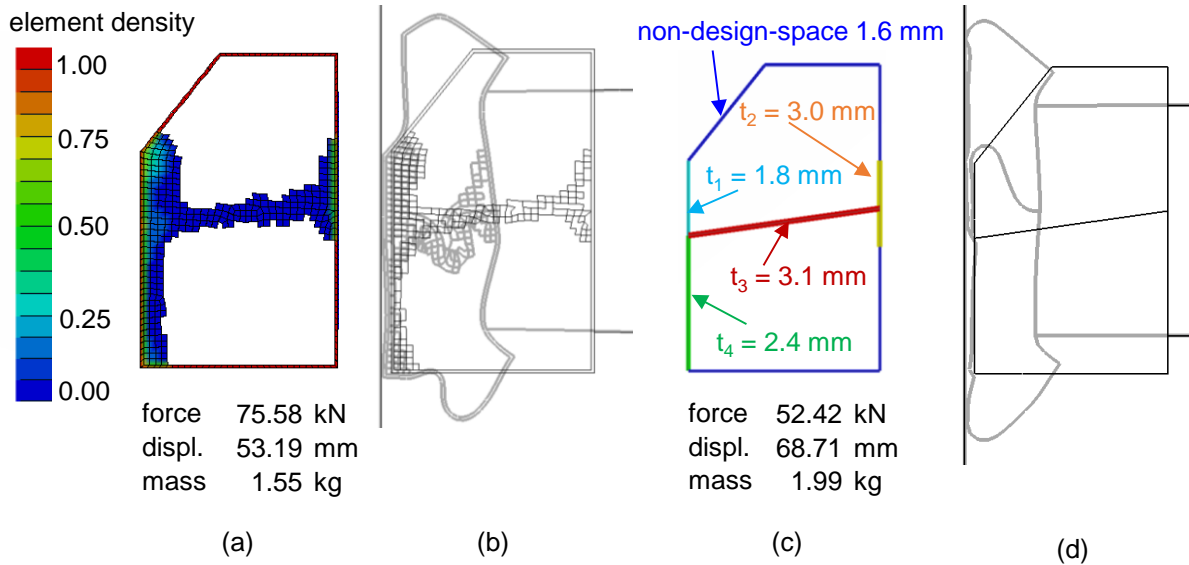 element density
1.00
0.75
0.50
0.25
0.00
force 75.58 kN
displ. 53.19 mm
mass 1.55 kg
(a)
(b)
non-design-space 1.6 mm
t₂ = 3.0 mm
t₁ = 1.8 mm
t₃ = 3.1 mm
t₄ = 2.4 mm
force 52.42 kN
displ. 68.71 mm
mass 1.99 kg
(c)
(d)